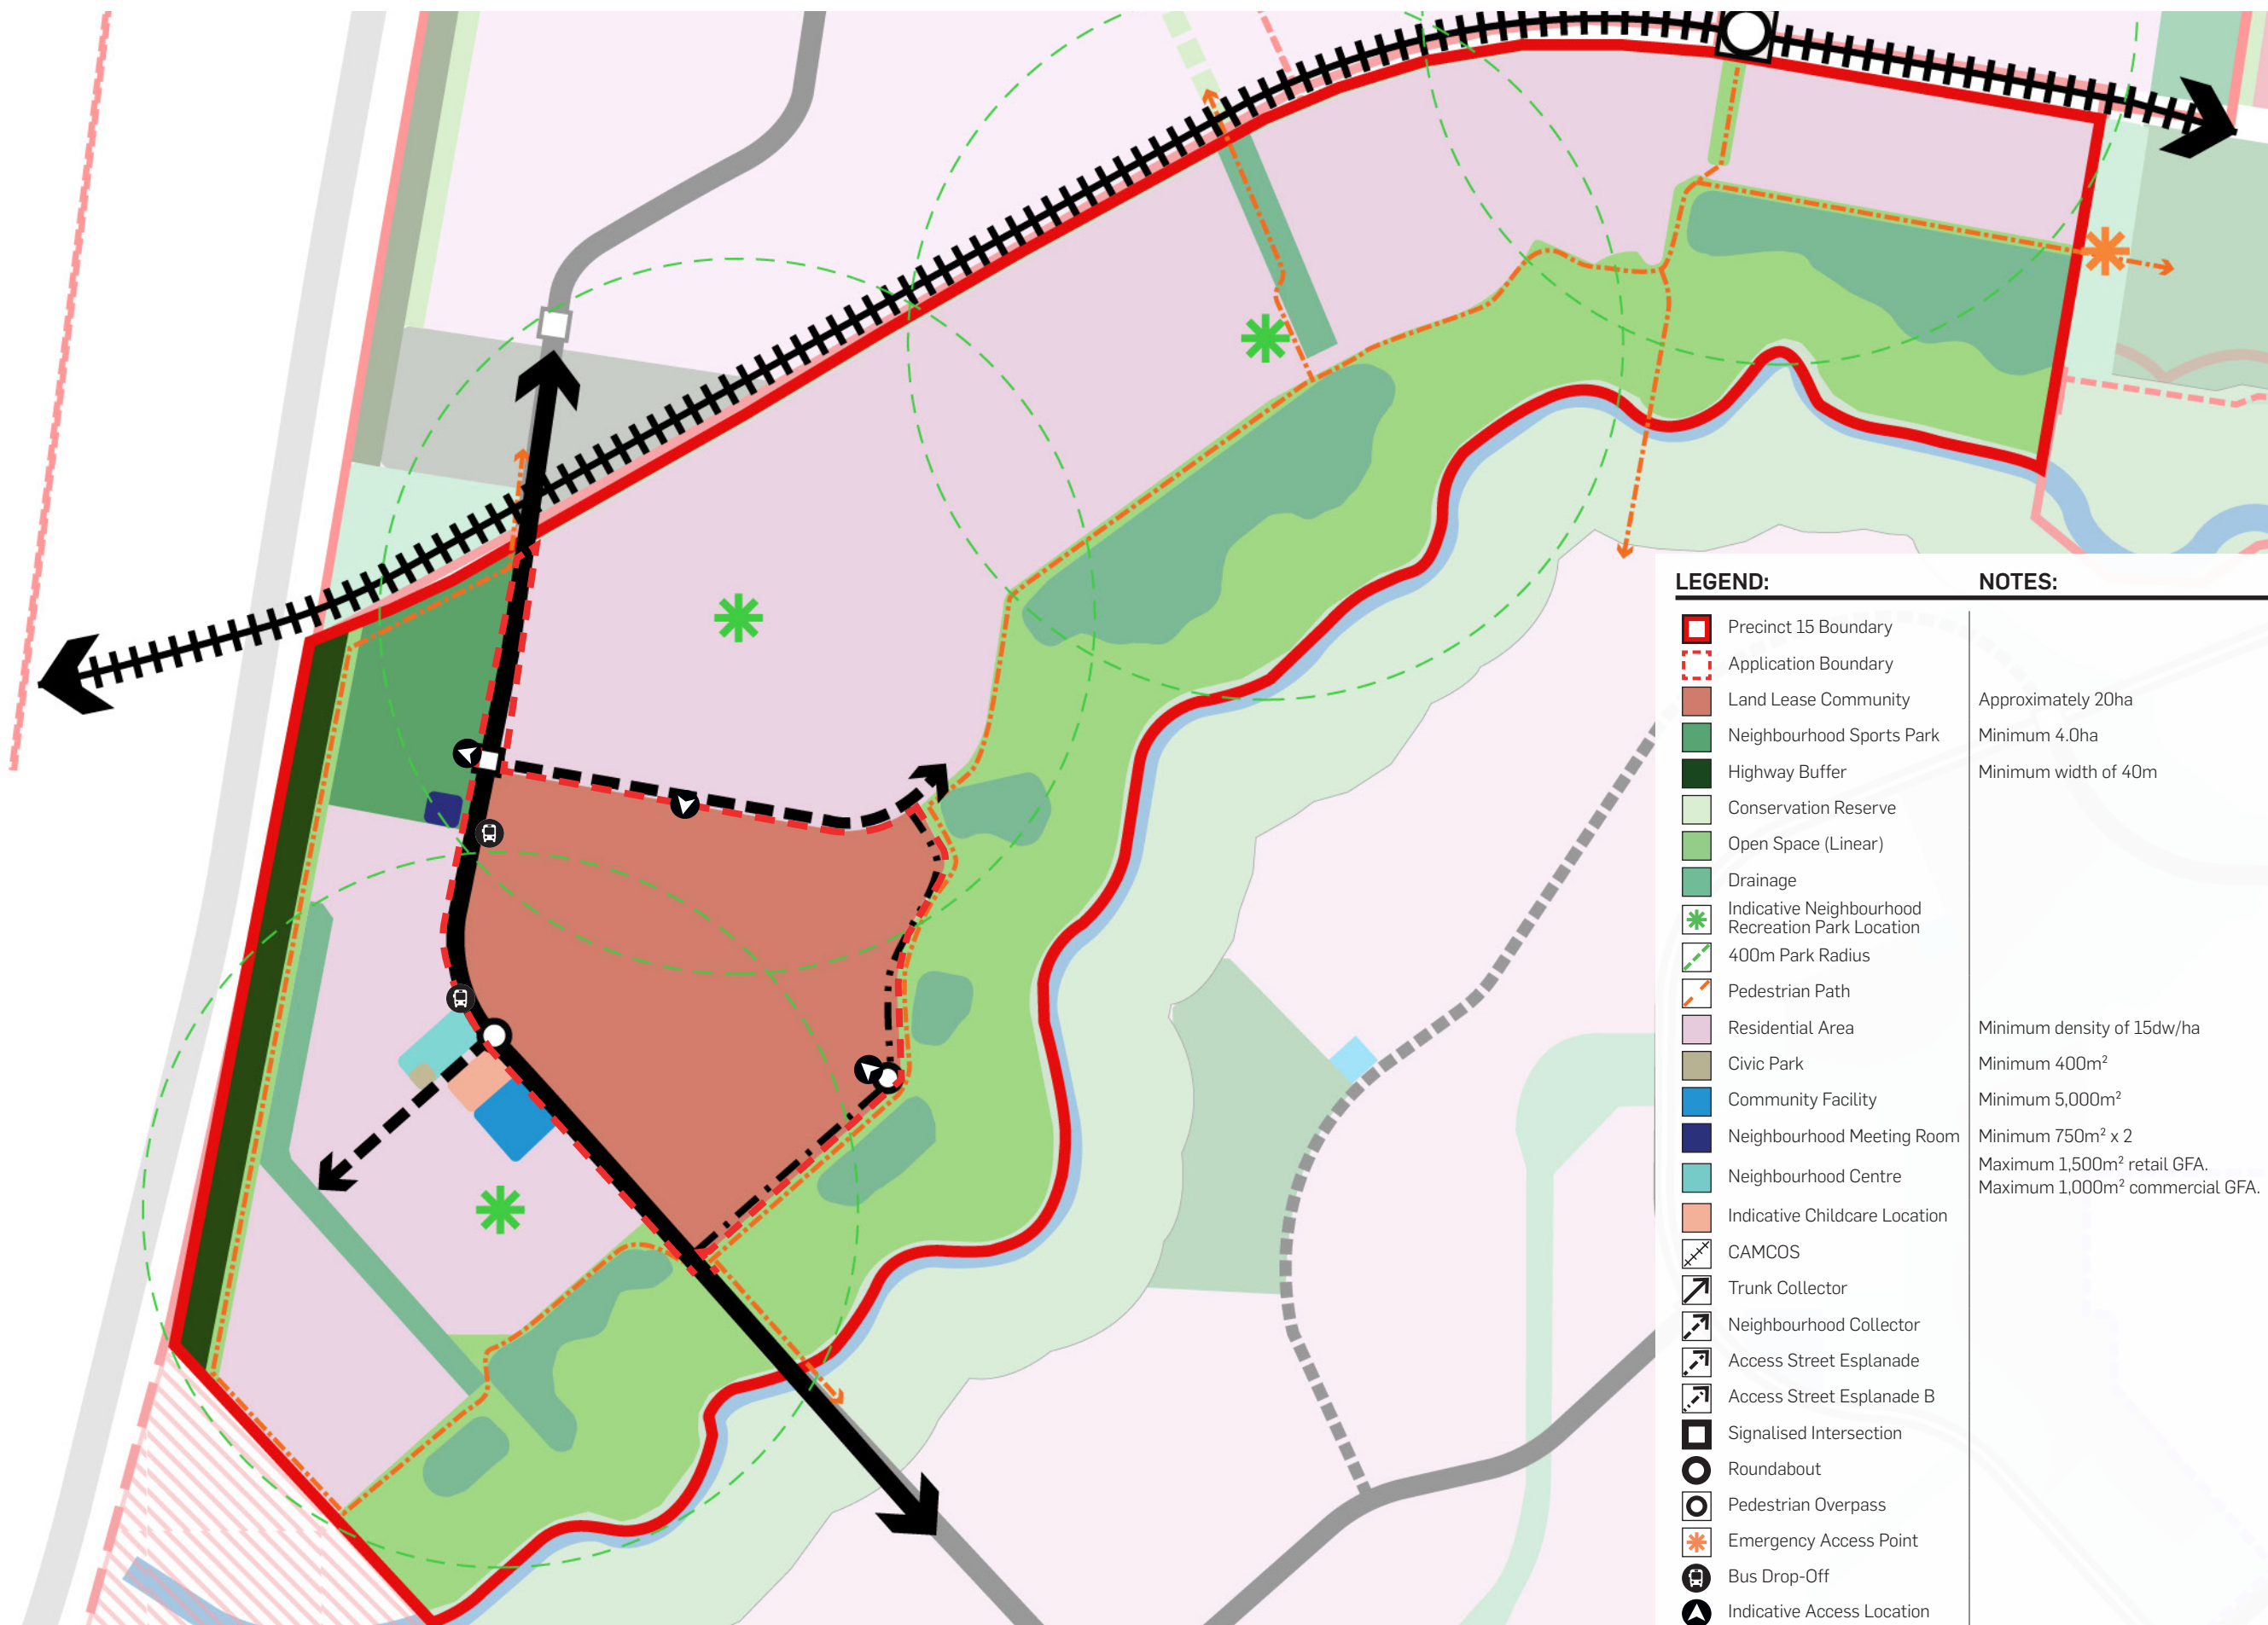 LEGEND: NOTES:
Precinct 15 Boundary
Application Boundary
Land Lease Community Approximately 20ha
Neighbourhood Sports Park Minimum 4.0ha
Highway Buffer Minimum width of 40m
Conservation Reserve
Open Space (Linear)
Drainage
Indicative Neighbourhood
Recreation Park Location
400m Park Radius
Pedestrian Path
Residential Area Minimum density of 15dw/ha
Civic Park Minimum 400m²
Community Facility Minimum 5,000m²
Neighbourhood Meeting Room Minimum 750m² x 2
Neighbourhood Centre Maximum 1,500m² retail GFA.
Maximum 1,000m² commercial GFA.
Indicative Childcare Location
CAMCOS
Trunk Collector
Neighbourhood Collector
Access Street Esplanade
Access Street Esplanade B
Signalised Intersection
Roundabout
Pedestrian Overpass
Emergency Access Point
Bus Drop-Off
Indicative Access Location